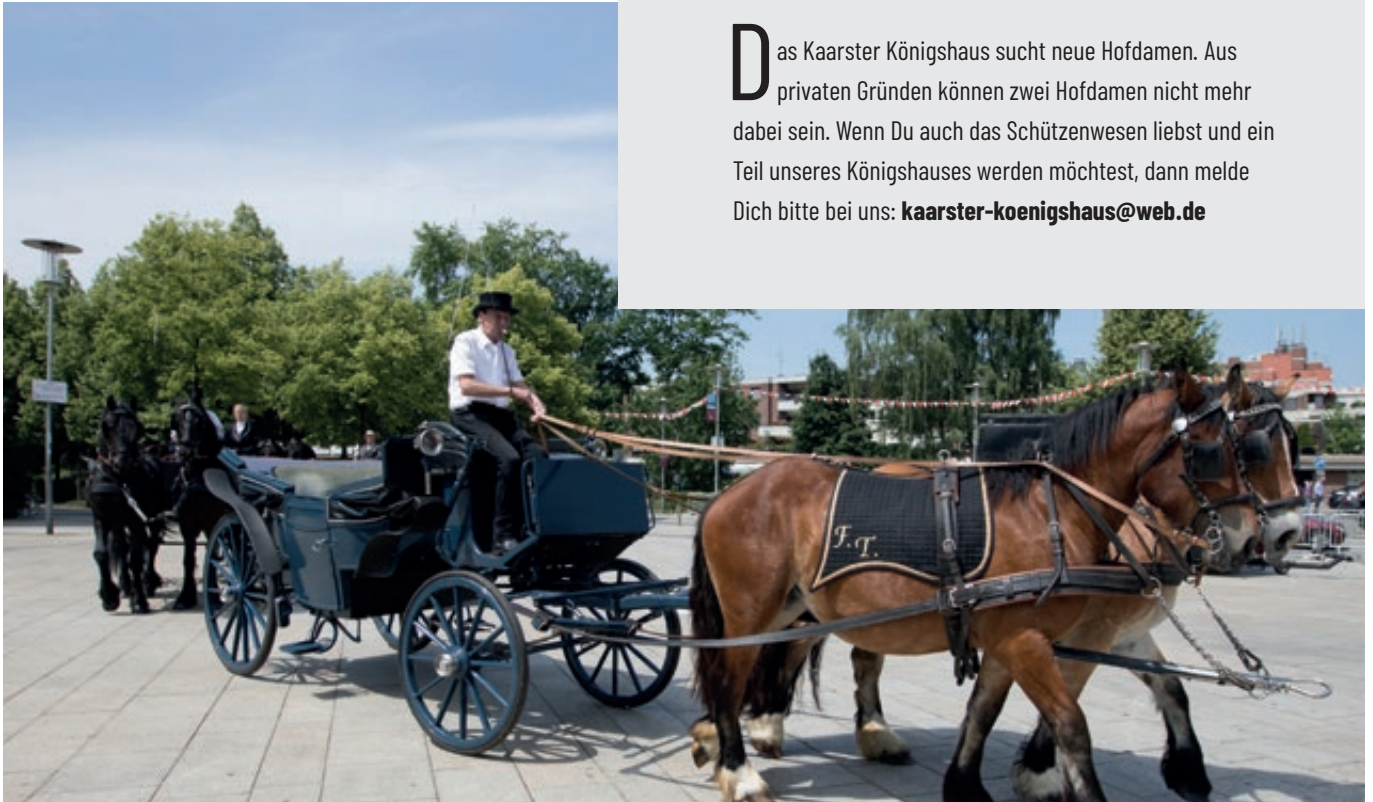 Das Kaarster Königshaus sucht neue Hofdamen. Aus
privaten Gründen können zwei Hofdamen nicht mehr
dabei sein. Wenn Du auch das Schützenwesen liebst und ein
Teil unseres Königshauses werden möchtest, dann melde
Dich bitte bei uns: kaarster-koenigshaus@web.de
F.T.